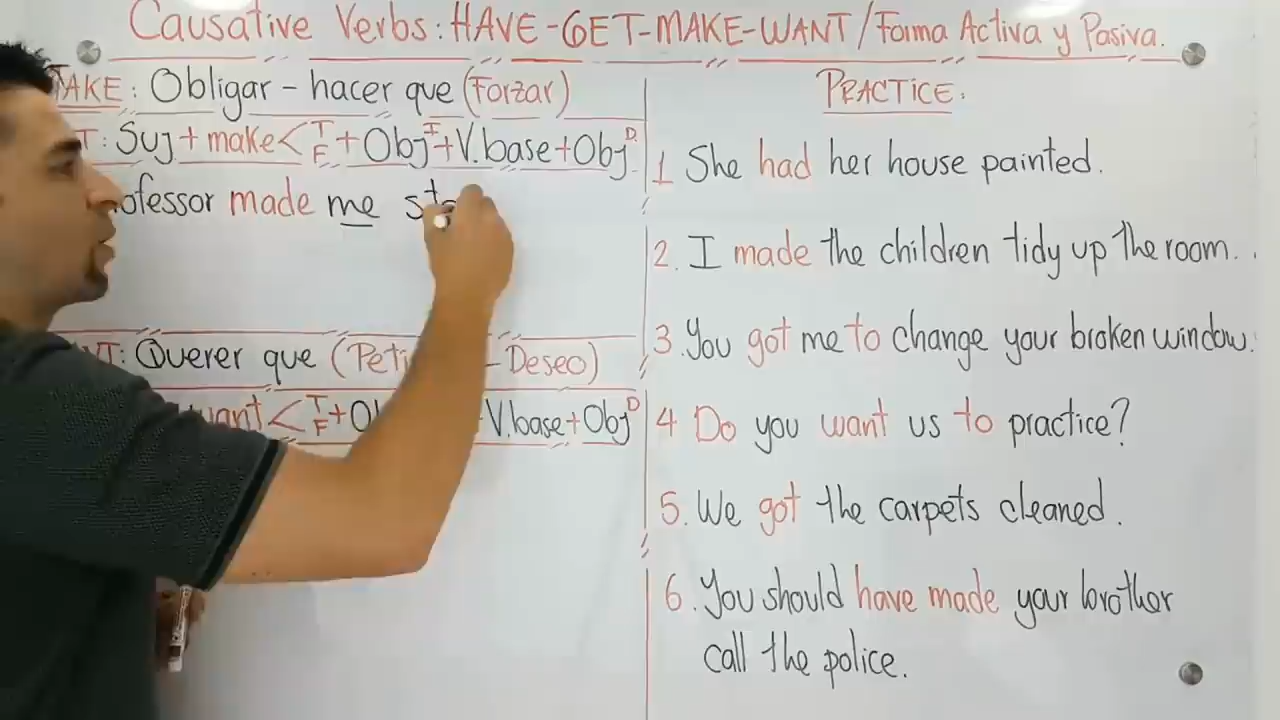 Causative Verbs: HAVE-GET-MAKE-WANT/Forma Activa y Pasiva.
MAKE: Obligar - hacer que (Forzar)
T: Suj + make < T F + Obj I + V.base + Obj D.
ofessor made me st
Querer que (Peti - Deseo)
want < T F + Ob V.base + Obj D
PRACTICE:
1 She had her house painted.
2. I made the children tidy up the room. .
3. You got me to change your broken window.
4 Do you want us to practice?
5. We got the carpets cleaned.
6. You should have made your brother
call the police.